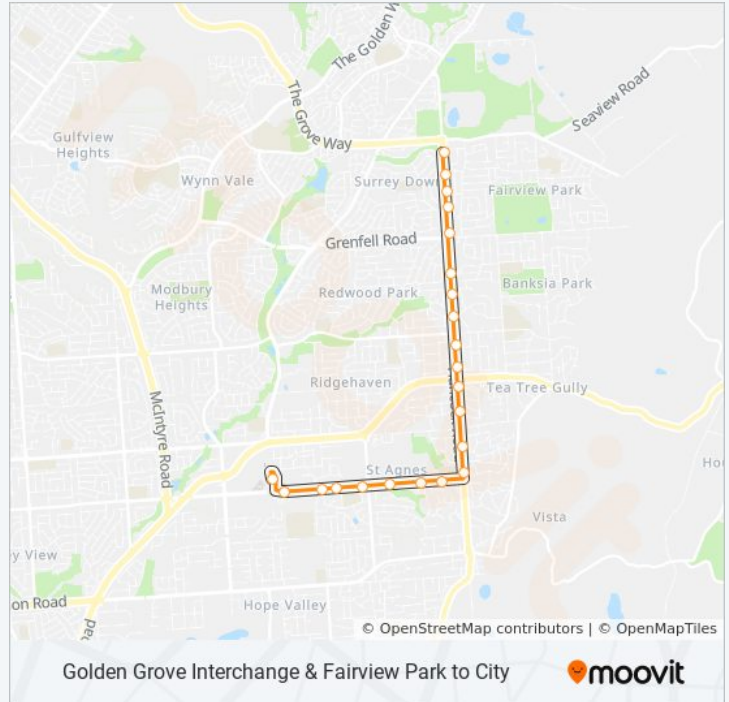 The Golden W
Seaview Road
The Grove Way
Gulfview
Heights
Wynn Vale
Surrey Dow
Fairview Park
Grenfell Road
Banksia Park
Modbury
Heights
Redwood Park
Ridgehaven
Tea Tree Gully
McIntyre Road
St Agnes
Hou
Vista
ey View
on Road
Hope Valley
© OpenStreetMap contributors | © OpenMapTiles
Golden Grove Interchange & Fairview Park to City
moovit